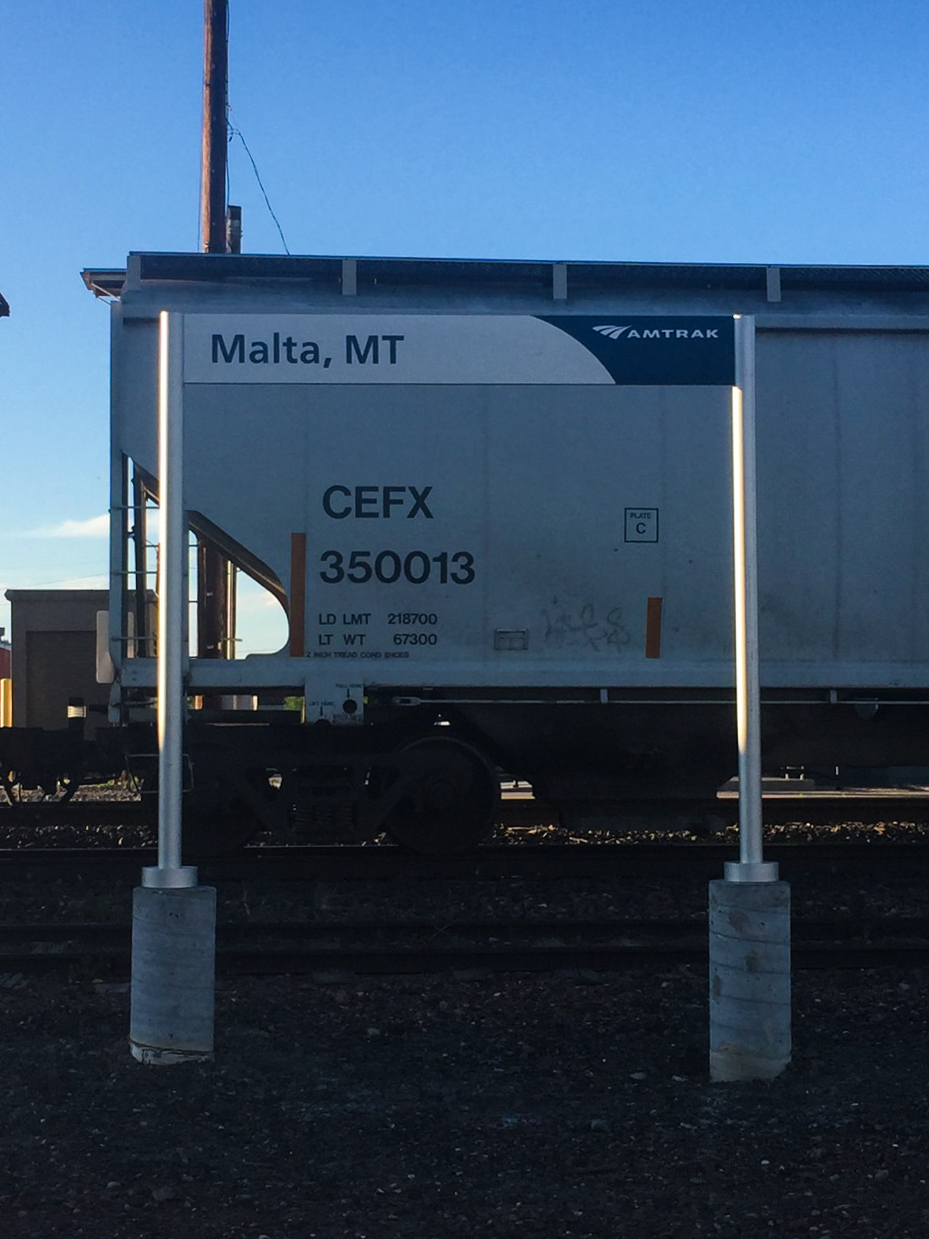 Malta, MT
AMTRAK
CEFX
350013
PLATE
C
LD LMT 218700
LT WT 67300
2 INCH TREAD COND SHOES